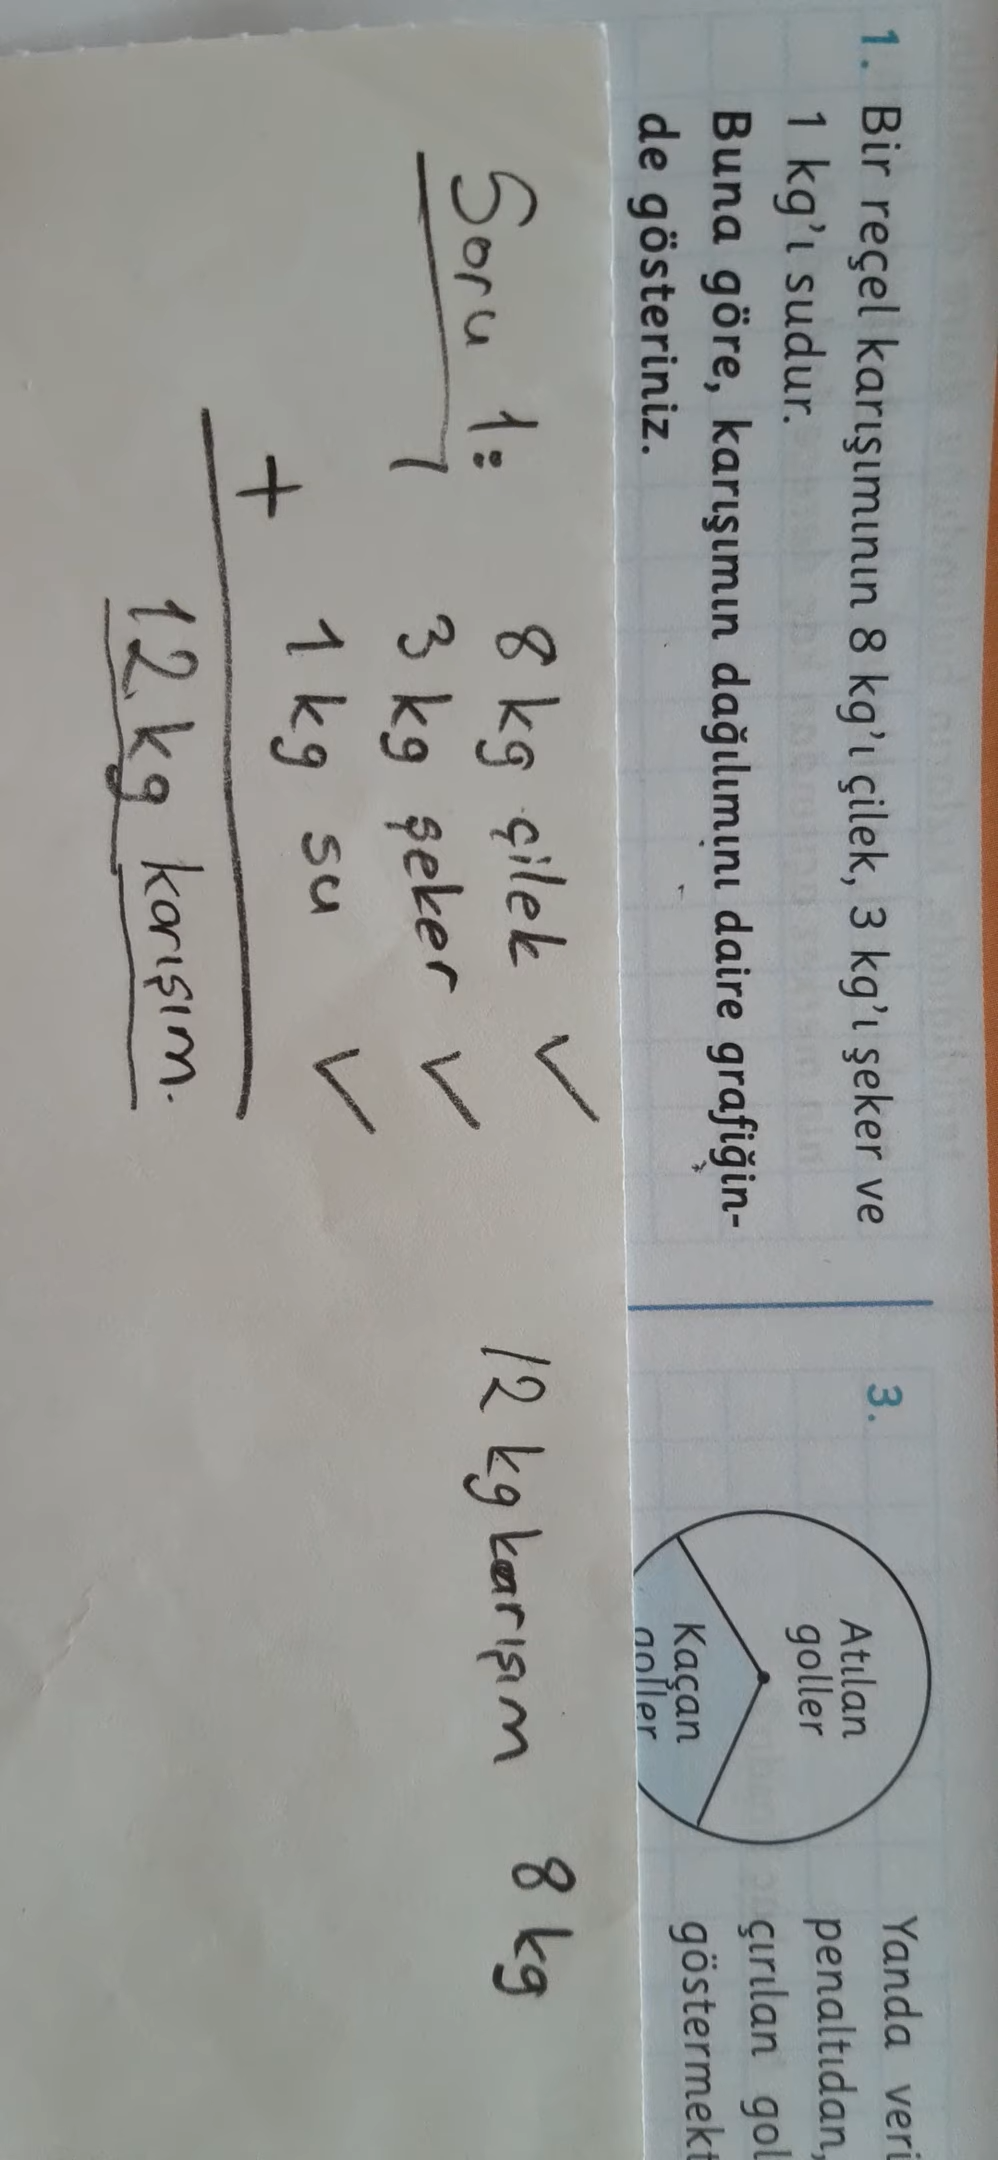 1. Bir reçel karışımının 8 kg'ı çilek, 3 kg'ı şeker ve
1 kg'ı sudur.
Buna göre, karışımın dağılımını daire grafiğin-
de gösteriniz.
3.
Atılan
goller
Kaçan
goller
Yanda veri
penaltıdan,
çırılan gol
göstermekt
Soru 1:
8 kg çilek ✓
3 kg şeker ✓
+ 1 kg su ✓
12 kg karışım.
12 kg karışım 8 kg